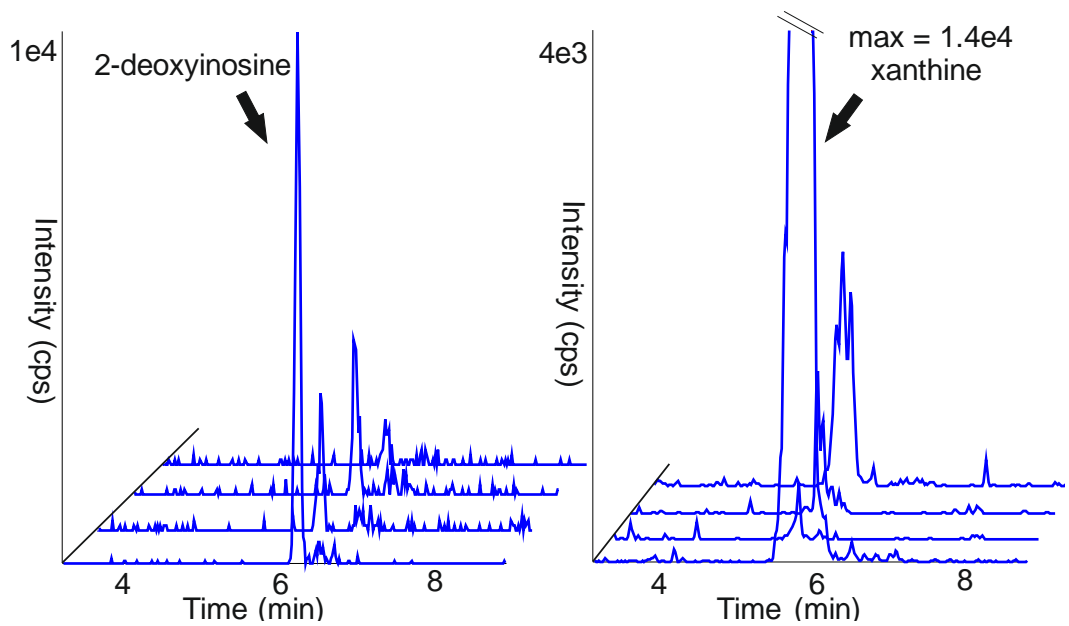 1e4
2-deoxyinosine
Intensity (cps)
4
6
8
Time (min)
4e3
max = 1.4e4
xanthine
Intensity (cps)
4
6
8
Time (min)